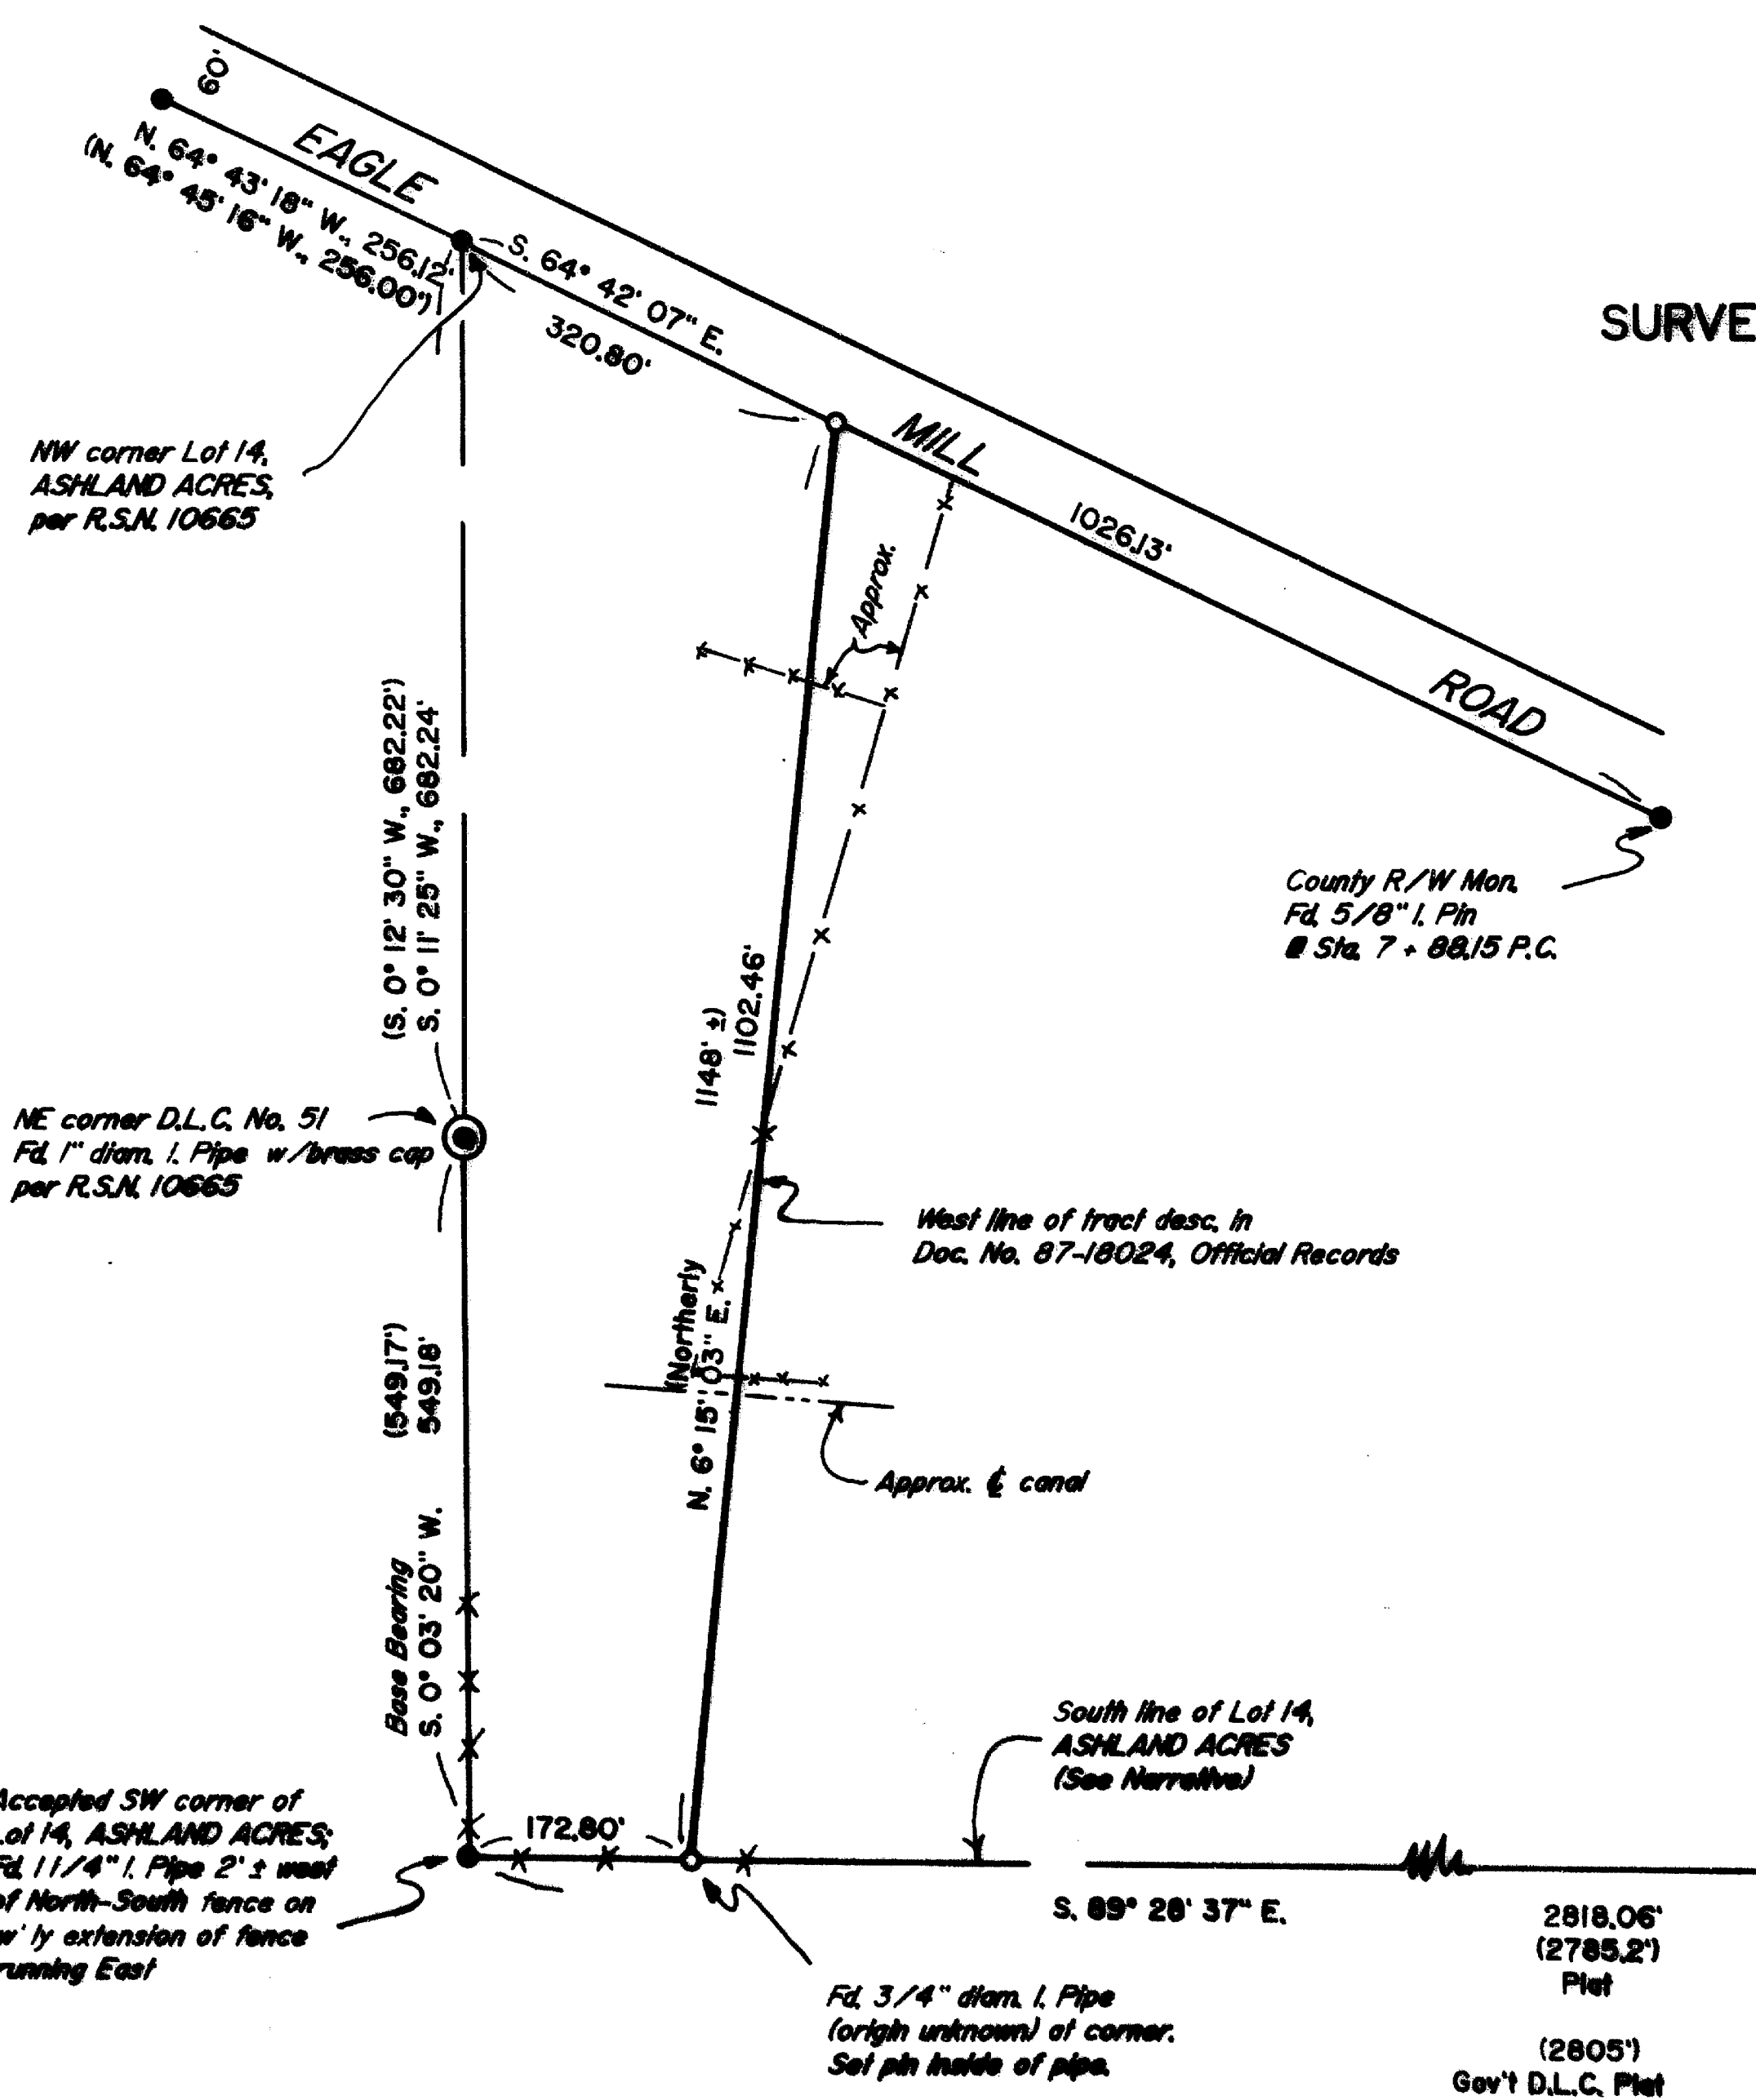 60'
EAGLE
N. 64° 43' 18" W., 256.12'
(N. 64° 45' 16" W., 256.00')
S. 64° 42' 07" E.
320.80'
SURVE
MILL
NW corner Lot 14,
ASHLAND ACRES,
per R.S.N. 10665
1026.13'
Approx.
ROAD
(S. 0° 12' 30" W., 682.22')
S. 0° 11' 25" W., 682.24'
County R/W Mon.
Fd. 5/8" I. Pin
@ Sta. 7 + 88.15 P.C.
1148' ±)
1102.46'
NE corner D.L.C. No. 51
Fd. 1" diam. I. Pipe w/brass cap
per R.S.N. 10665
West line of tract desc. in
Doc. No. 87-18024, Official Records
(Northerly
N. 6° 15' 03" E.
(549.17')
549.18'
Approx. ℄ canal
Base Bearing
S. 0° 03' 20" W.
South line of Lot 14,
ASHLAND ACRES
(See Narrative)
Accepted SW corner of
Lot 14, ASHLAND ACRES;
Fd. 1 1/4" I. Pipe 2' ± west
of North-South fence on
w'ly extension of fence
running East
172.80'
S. 89° 28' 37" E.
2818.06'
(2785.2')
Plat
Fd. 3/4" diam. I. Pipe
(origin unknown) at corner.
Set pin inside of pipe.
(2805')
Gov't D.L.C. Plat